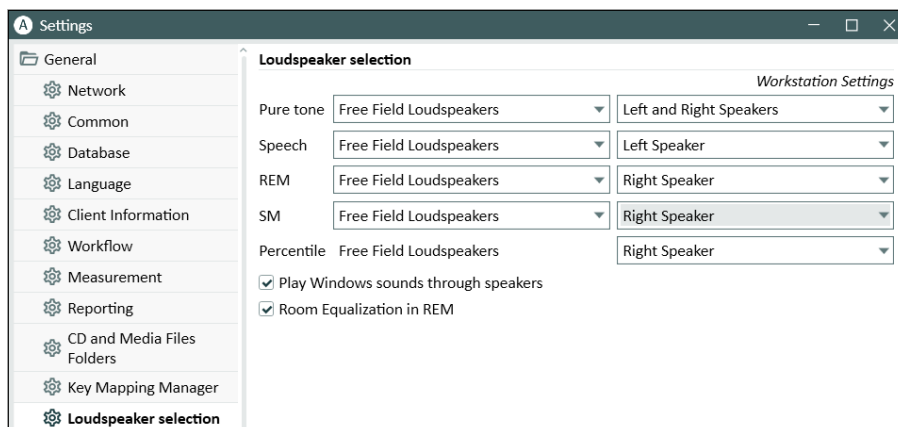 A Settings
General
Network
Common
Database
Language
Client Information
Workflow
Measurement
Reporting
CD and Media Files
Folders
Key Mapping Manager
Loudspeaker selection
Loudspeaker selection
Workstation Settings
Pure tone Free Field Loudspeakers Left and Right Speakers
Speech Free Field Loudspeakers Left Speaker
REM Free Field Loudspeakers Right Speaker
SM Free Field Loudspeakers Right Speaker
Percentile Free Field Loudspeakers Right Speaker
Play Windows sounds through speakers
Room Equalization in REM